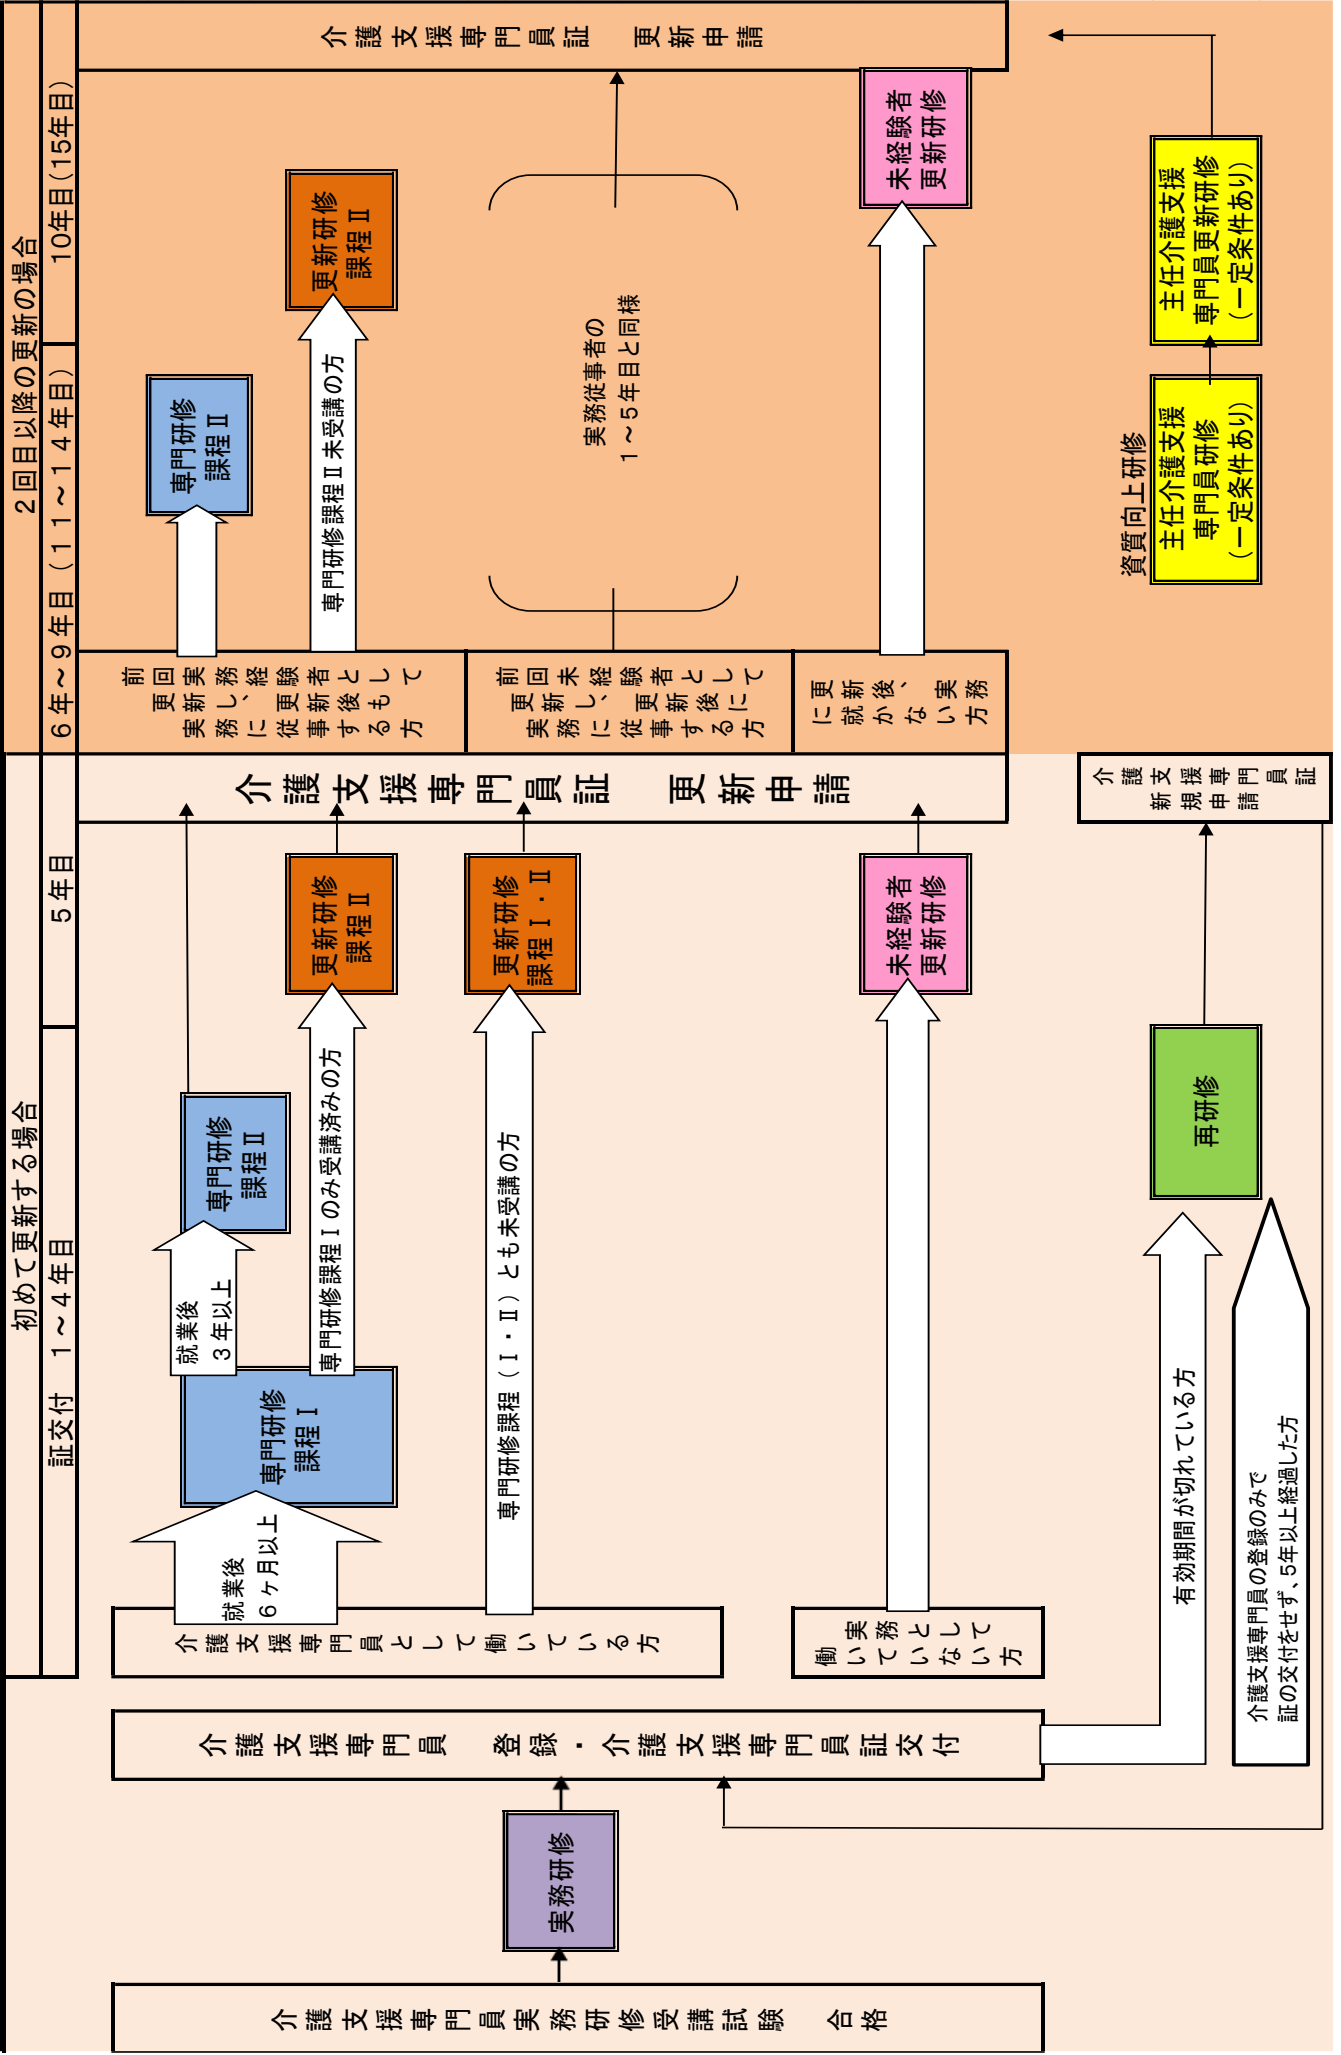 初めて更新する場合
2回目以降の更新の場合
証交付　1～4年目
5年目
6年～9年目（11～14年目）
10年目(15年目)
介護支援専門員実務研修受講試験　合格
実務研修
介護支援専門員　登録・介護支援専門員証交付
介護支援専門員として働いている方
就業後
6ヶ月以上
専門研修
課程Ⅰ
就業後
3年以上
専門研修
課程Ⅱ
専門研修課程Ⅰのみ受講済みの方
更新研修
課程Ⅱ
専門研修課程（Ⅰ・Ⅱ）とも未受講の方
更新研修
課程Ⅰ・Ⅱ
実務として
働いていない方
未経験者
更新研修
介護支援専門員証　更新申請
前回実務経験者として
更新し、更新後も
実務に従事する方
専門研修
課程Ⅱ
専門研修課程Ⅱ未受講の方
更新研修
課程Ⅱ
前回未経験者として
更新し、更新後にて
実務に従事する方
実務従事者の
1～5年目と同様
更新後、実務
に就かない方
未経験者
更新研修
介護支援専門員証　更新申請
有効期間が切れている方
介護支援専門員の登録のみで
証の交付をせず、5年以上経過した方
再研修
介護支援専門員証
新規申請
資質向上研修
主任介護支援
専門員研修
(一定条件あり)
主任介護支援
専門員更新研修
(一定条件あり)